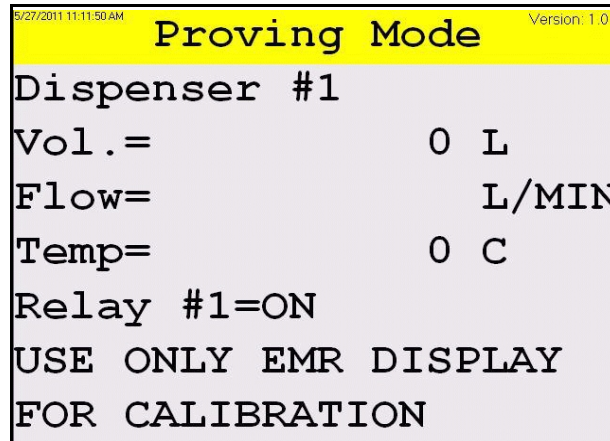 5/27/2011 11:11:50 AM
Proving Mode
Version: 1.0
Dispenser #1
Vol.= 0 L
Flow= L/MIN
Temp= 0 C
Relay #1=ON
USE ONLY EMR DISPLAY
FOR CALIBRATION